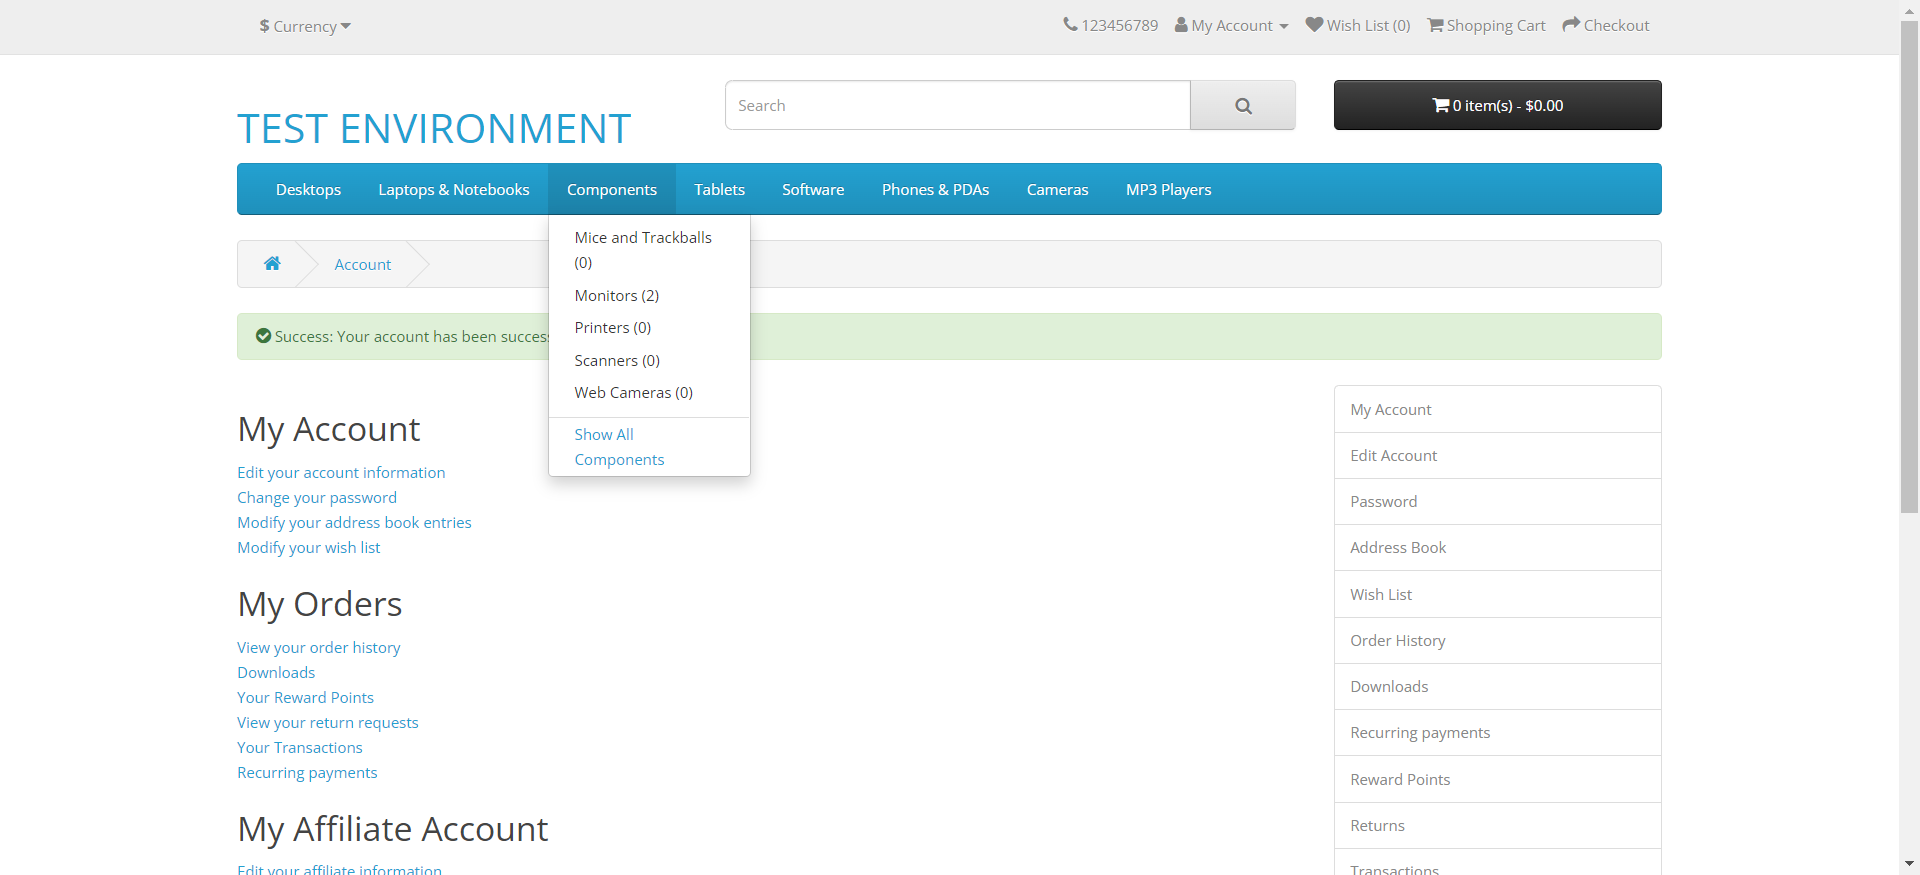 $ Currency
123456789 My Account Wish List (0) Shopping Cart Checkout
TEST ENVIRONMENT
Search
0 item(s) - $0.00
Desktops Laptops & Notebooks Components Tablets Software Phones & PDAs Cameras MP3 Players
Mice and Trackballs
(0)
Monitors (2)
Printers (0)
Scanners (0)
Web Cameras (0)
Show All
Components
Account
Success: Your account has been succes
My Account
Edit your account information
Change your password
Modify your address book entries
Modify your wish list
My Orders
View your order history
Downloads
Your Reward Points
View your return requests
Your Transactions
Recurring payments
My Affiliate Account
Edit your affiliate information
My Account
Edit Account
Password
Address Book
Wish List
Order History
Downloads
Recurring payments
Reward Points
Returns
Transactions